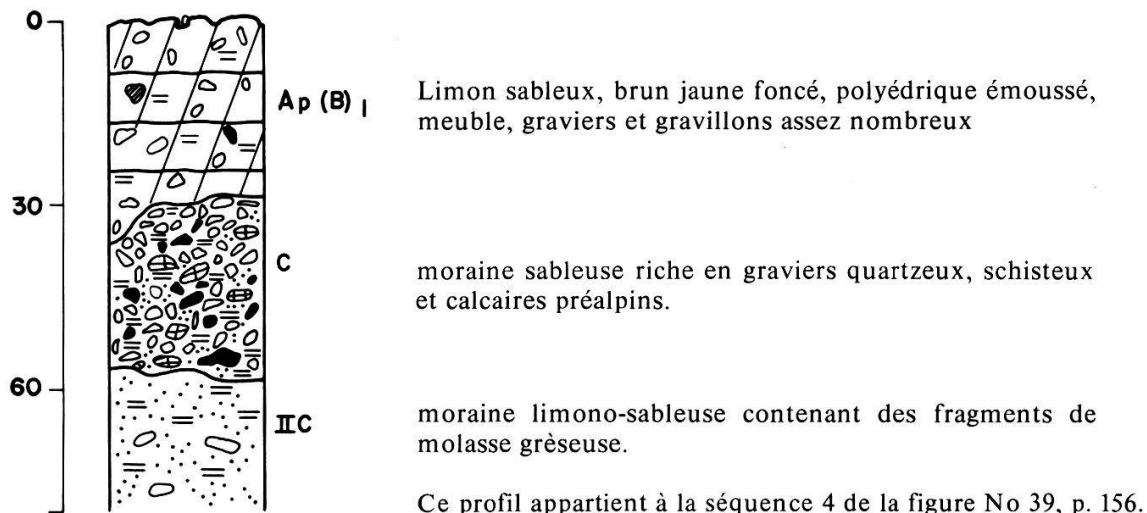 0
Ap (B) 1
Limon sableux, brun jaune foncé, polyédrique émoussé,
meuble, graviers et gravillons assez nombreux
30
C
moraine sableuse riche en graviers quartzeux, schisteux
et calcaires préalpins.
60
IIC
moraine limono-sableuse contenant des fragments de
molasse grèseuse.
Ce profil appartient à la séquence 4 de la figure No 39, p. 156.